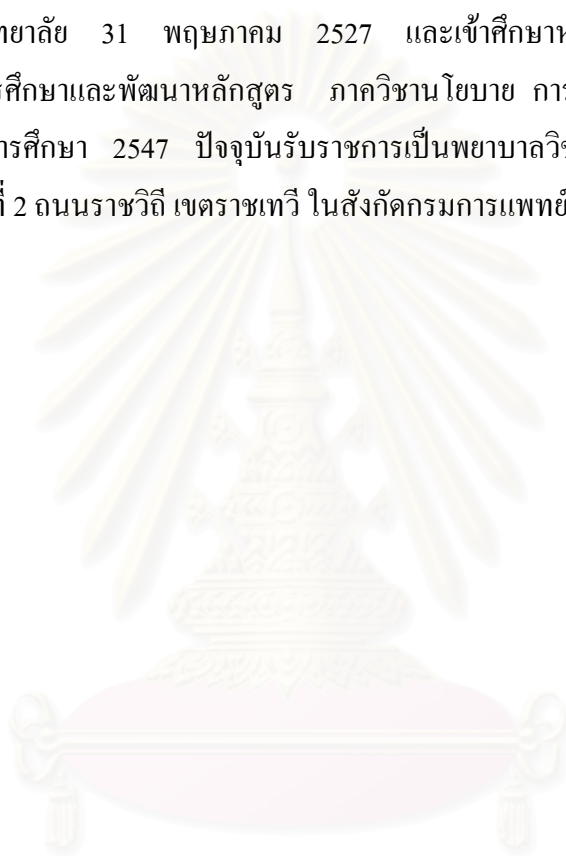 ทยาลัย 31 พฤษภาคม 2527 และเข้าศึกษาห
รศึกษาและพัฒนาหลักสูตร ภาควิชานโยบาย การ
ารศึกษา 2547 ปัจจุบันรับราชการเป็นพยาบาลวิช
ที่ 2 ถนนราชวิถี เขตราชเทวี ในสังกัดกรมการแพทย์